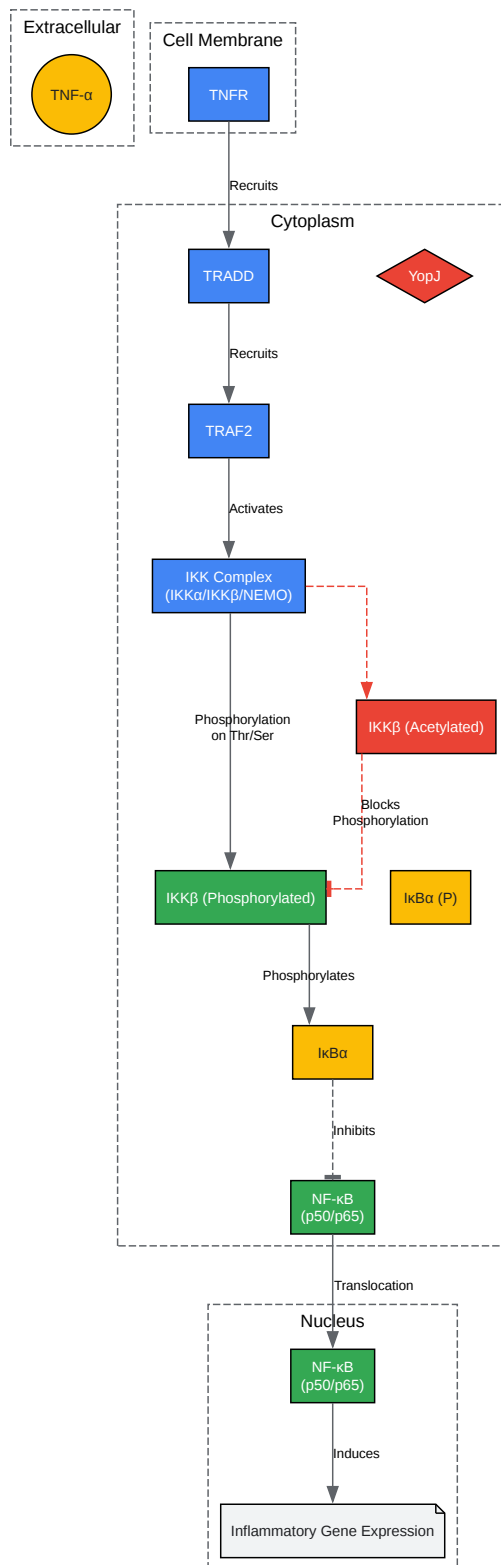 Extracellular
TNF-α
Cell Membrane
TNFR
Recruits
Cytoplasm
TRADD
YopJ
Recruits
TRAF2
Activates
IKK Complex
(IKKα/IKKβ/NEMO)
IKKβ (Acetylated)
Phosphorylation
on Thr/Ser
Blocks
Phosphorylation
IKKβ (Phosphorylated)
IκBα (P)
Phosphorylates
IκBα
Inhibits
NF-κB
(p50/p65)
Translocation
Nucleus
NF-κB
(p50/p65)
Induces
Inflammatory Gene Expression